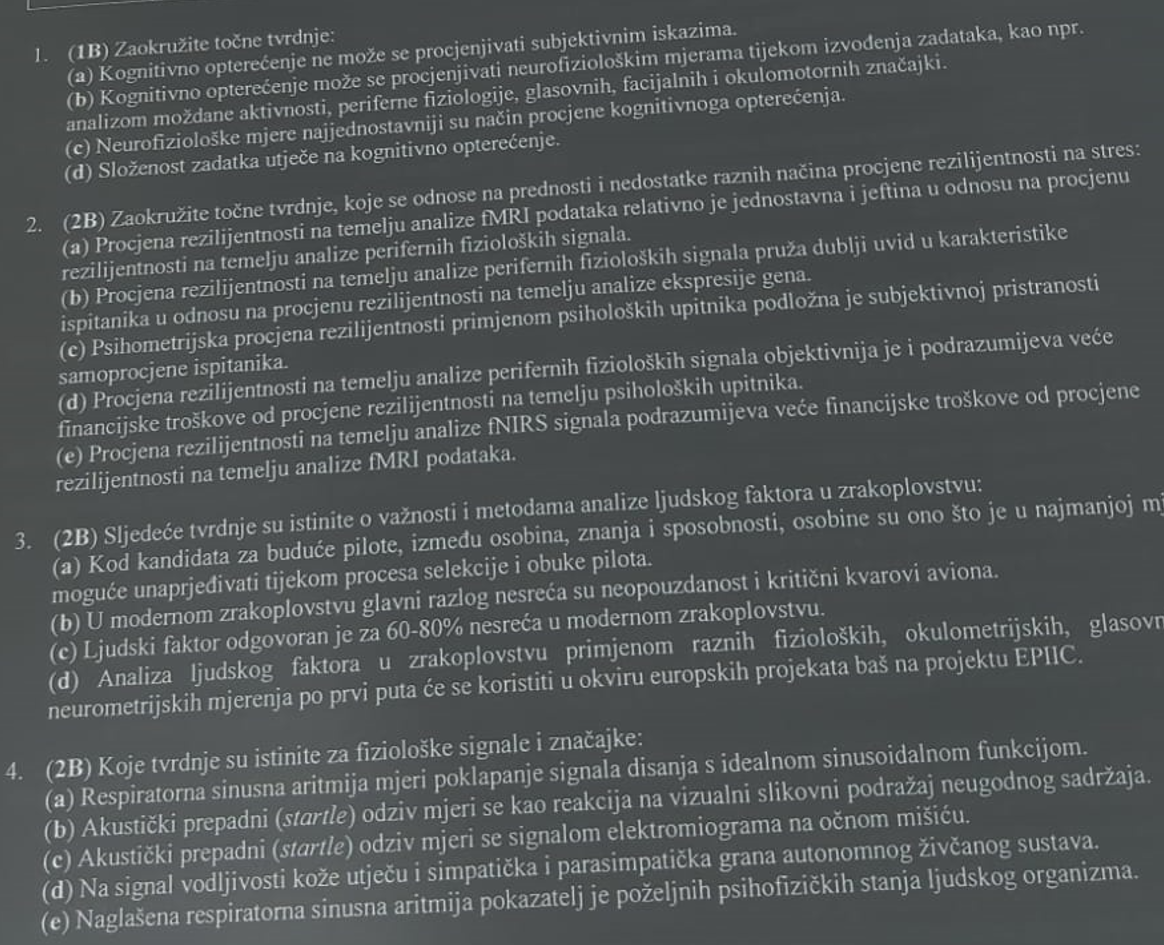 1. (1B) Zaokružite točne tvrdnje:
(a) Kognitivno opterećenje ne može se procjenjivati subjektivnim iskazima.
(b) Kognitivno opterećenje može se procjenjivati neurofiziološkim mjerama tijekom izvođenja zadataka, kao npr.
analizom moždane aktivnosti, periferne fiziologije, glasovnih, facijalnih i okulomotornih značajki.
(c) Neurofiziološke mjere najjednostavniji su način procjene kognitivnoga opterećenja.
(d) Složenost zadatka utječe na kognitivno opterećenje.
2. (2B) Zaokružite točne tvrdnje, koje se odnose na prednosti i nedostatke raznih načina procjene rezilijentnosti na stres:
(a) Procjena rezilijentnosti na temelju analize fMRI podataka relativno je jednostavna i jeftina u odnosu na procjenu
rezilijentnosti na temelju analize perifernih fizioloških signala.
(b) Procjena rezilijentnosti na temelju analize perifernih fizioloških signala pruža dublji uvid u karakteristike
ispitanika u odnosu na procjenu rezilijentnosti na temelju analize ekspresije gena.
(c) Psihometrijska procjena rezilijentnosti primjenom psiholoških upitnika podložna je subjektivnoj pristranosti
samoprocjene ispitanika.
(d) Procjena rezilijentnosti na temelju analize perifernih fizioloških signala objektivnija je i podrazumijeva veće
financijske troškove od procjene rezilijentnosti na temelju psiholoških upitnika.
(e) Procjena rezilijentnosti na temelju analize fNIRS signala podrazumijeva veće financijske troškove od procjene
rezilijentnosti na temelju analize fMRI podataka.
3. (2B) Sljedeće tvrdnje su istinite o važnosti i metodama analize ljudskog faktora u zrakoplovstvu:
(a) Kod kandidata za buduće pilote, između osobina, znanja i sposobnosti, osobine su ono što je u najmanjoj
moguće unaprjeđivati tijekom procesa selekcije i obuke pilota.
(b) U modernom zrakoplovstvu glavni razlog nesreća su neopouzdanost i kritični kvarovi aviona.
(c) Ljudski faktor odgovoran je za 60-80% nesreća u modernom zrakoplovstvu.
(d) Analiza ljudskog faktora u zrakoplovstvu primjenom raznih fizioloških, okulometrijskih,
neurometrijskih mjerenja po prvi puta će se koristiti u okviru europskih projekata baš na projektu EPIIC.
4. (2B) Koje tvrdnje su istinite za fiziološke signale i značajke:
(a) Respiratorna sinusna aritmija mjeri poklapanje signala disanja s idealnom sinusoidalnom funkcijom.
(b) Akustički prepadni (startle) odziv mjeri se kao reakcija na vizualni slikovni podražaj neugodnog sadržaja.
(c) Akustički prepadni (startle) odziv mjeri se signalom elektromiograma na očnom mišiću.
(d) Na signal vodljivosti kože utječu i simpatička i parasimpatička grana autonomnog živčanog sustava.
(e) Naglašena respiratorna sinusna aritmija pokazatelj je poželjnih psihofizičkih stanja ljudskog organizma.